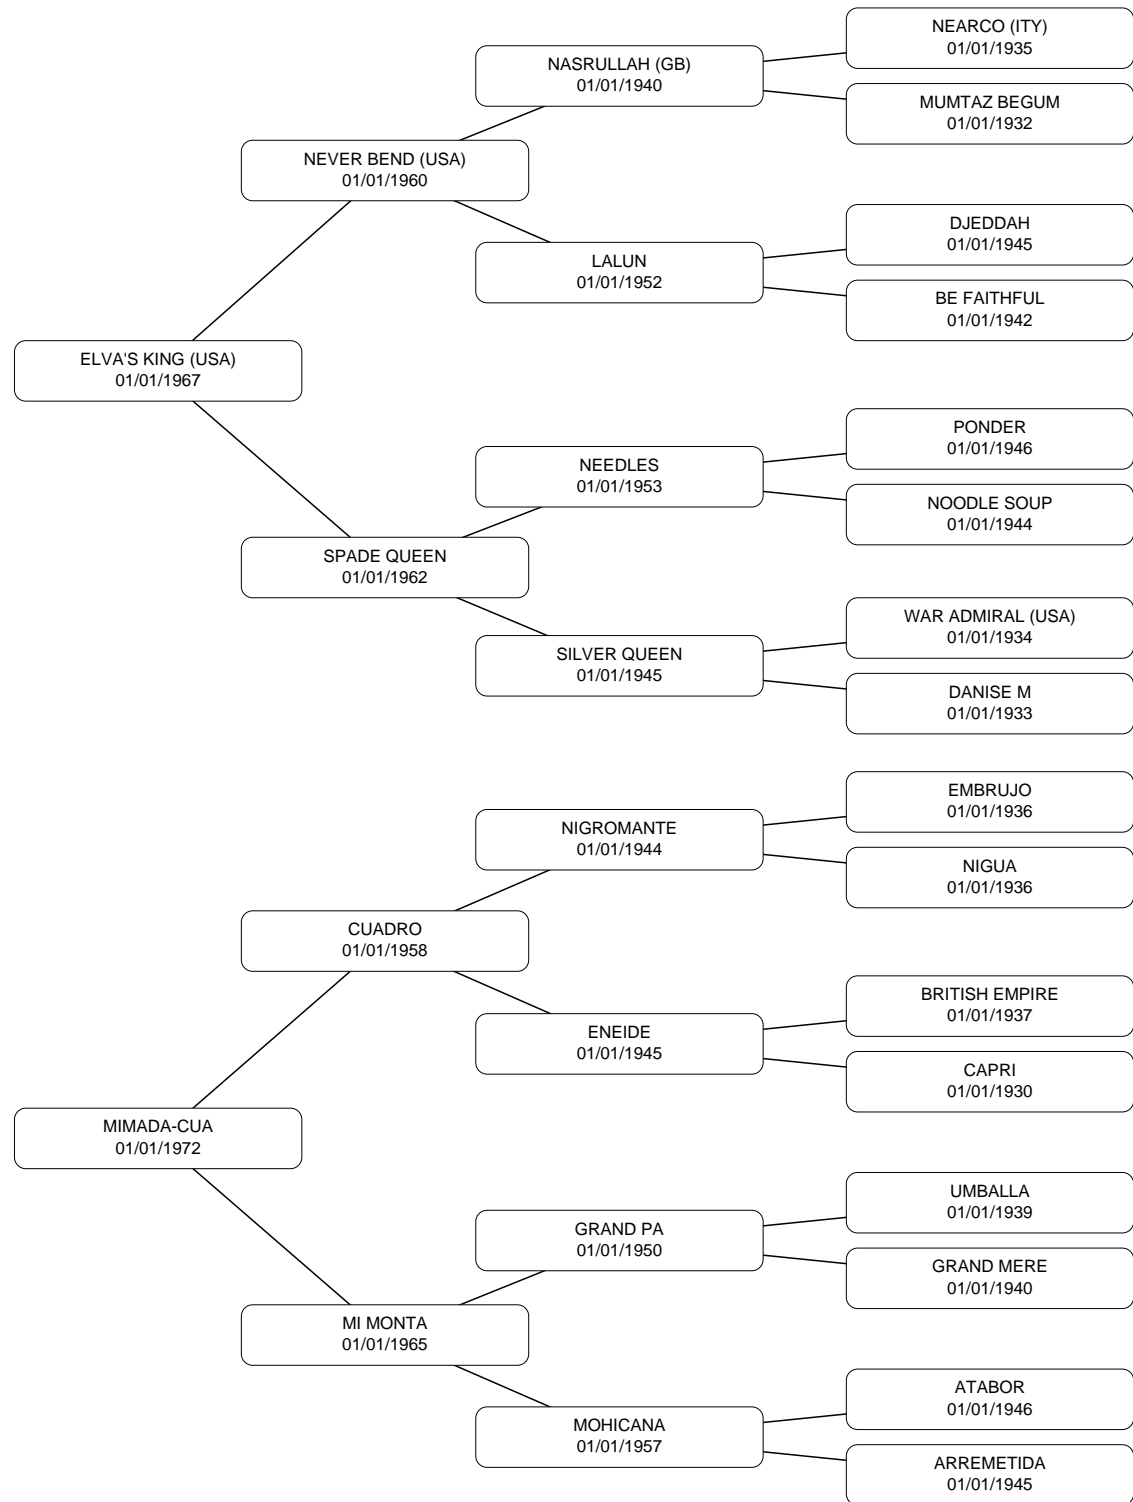 NEARCO (ITY)
01/01/1935
NASRULLAH (GB)
01/01/1940
MUMTAZ BEGUM
01/01/1932
NEVER BEND (USA)
01/01/1960
DJEDDAH
01/01/1945
LALUN
01/01/1952
BE FAITHFUL
01/01/1942
ELVA'S KING (USA)
01/01/1967
PONDER
01/01/1946
NEEDLES
01/01/1953
NOODLE SOUP
01/01/1944
SPADE QUEEN
01/01/1962
WAR ADMIRAL (USA)
01/01/1934
SILVER QUEEN
01/01/1945
DANISE M
01/01/1933
EMBRUJO
01/01/1936
NIGROMANTE
01/01/1944
NIGUA
01/01/1936
CUADRO
01/01/1958
BRITISH EMPIRE
01/01/1937
ENEIDE
01/01/1945
CAPRI
01/01/1930
MIMADA-CUA
01/01/1972
UMBALLA
01/01/1939
GRAND PA
01/01/1950
GRAND MERE
01/01/1940
MI MONTA
01/01/1965
ATABOR
01/01/1946
MOHICANA
01/01/1957
ARREMETIDA
01/01/1945